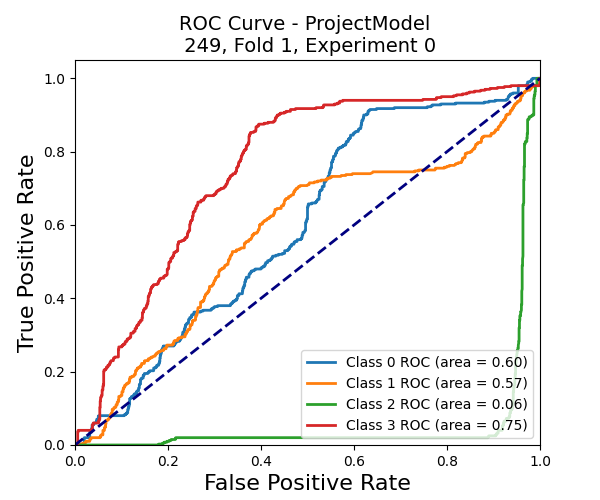 ROC Curve - ProjectModel
249, Fold 1, Experiment 0
True Positive Rate
1.0
0.8
0.6
0.4
0.2
0.0
Class 0 ROC (area = 0.60)
Class 1 ROC (area = 0.57)
Class 2 ROC (area = 0.06)
Class 3 ROC (area = 0.75)
0.0 0.2 0.4 0.6 0.8 1.0
False Positive Rate